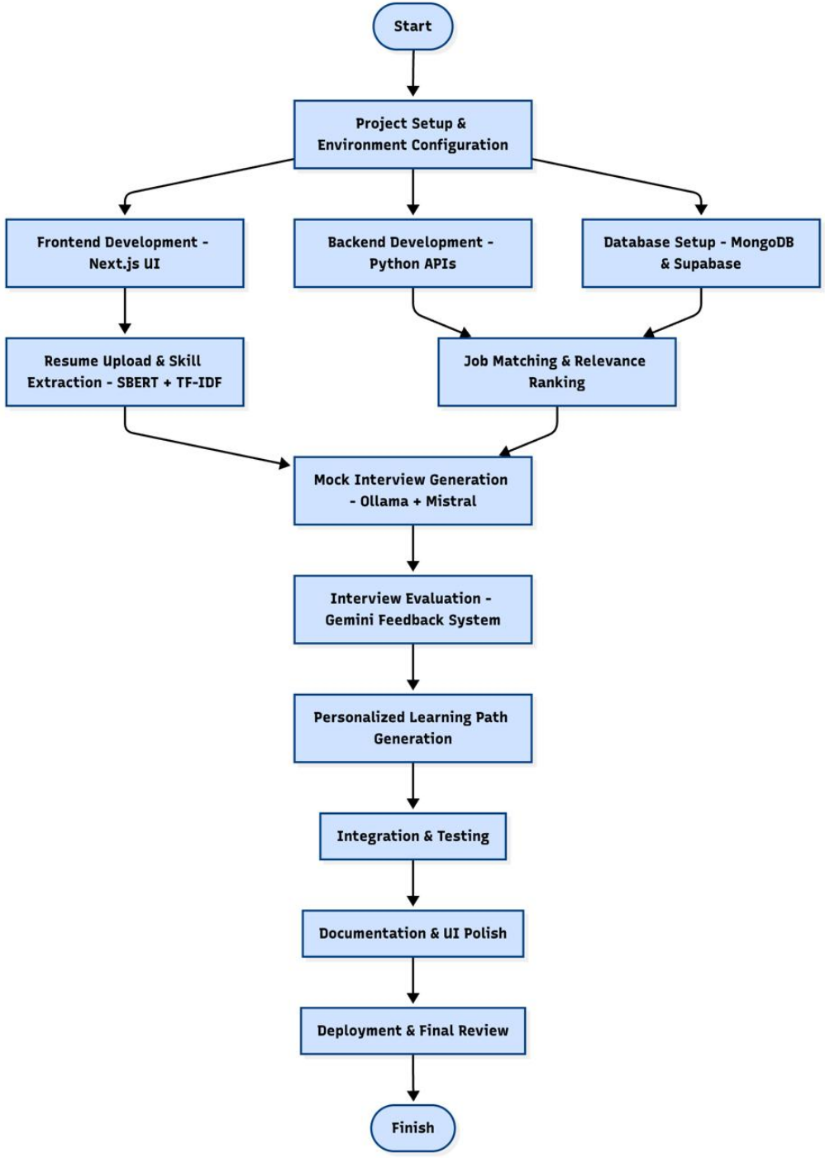 Start
Project Setup &
Environment Configuration
Frontend Development -
Next.js UI
Backend Development -
Python APIs
Database Setup - MongoDB
& Supabase
Resume Upload & Skill
Extraction - SBERT + TF-IDF
Job Matching & Relevance
Ranking
Mock Interview Generation
- Ollama + Mistral
Interview Evaluation -
Gemini Feedback System
Personalized Learning Path
Generation
Integration & Testing
Documentation & UI Polish
Deployment & Final Review
Finish